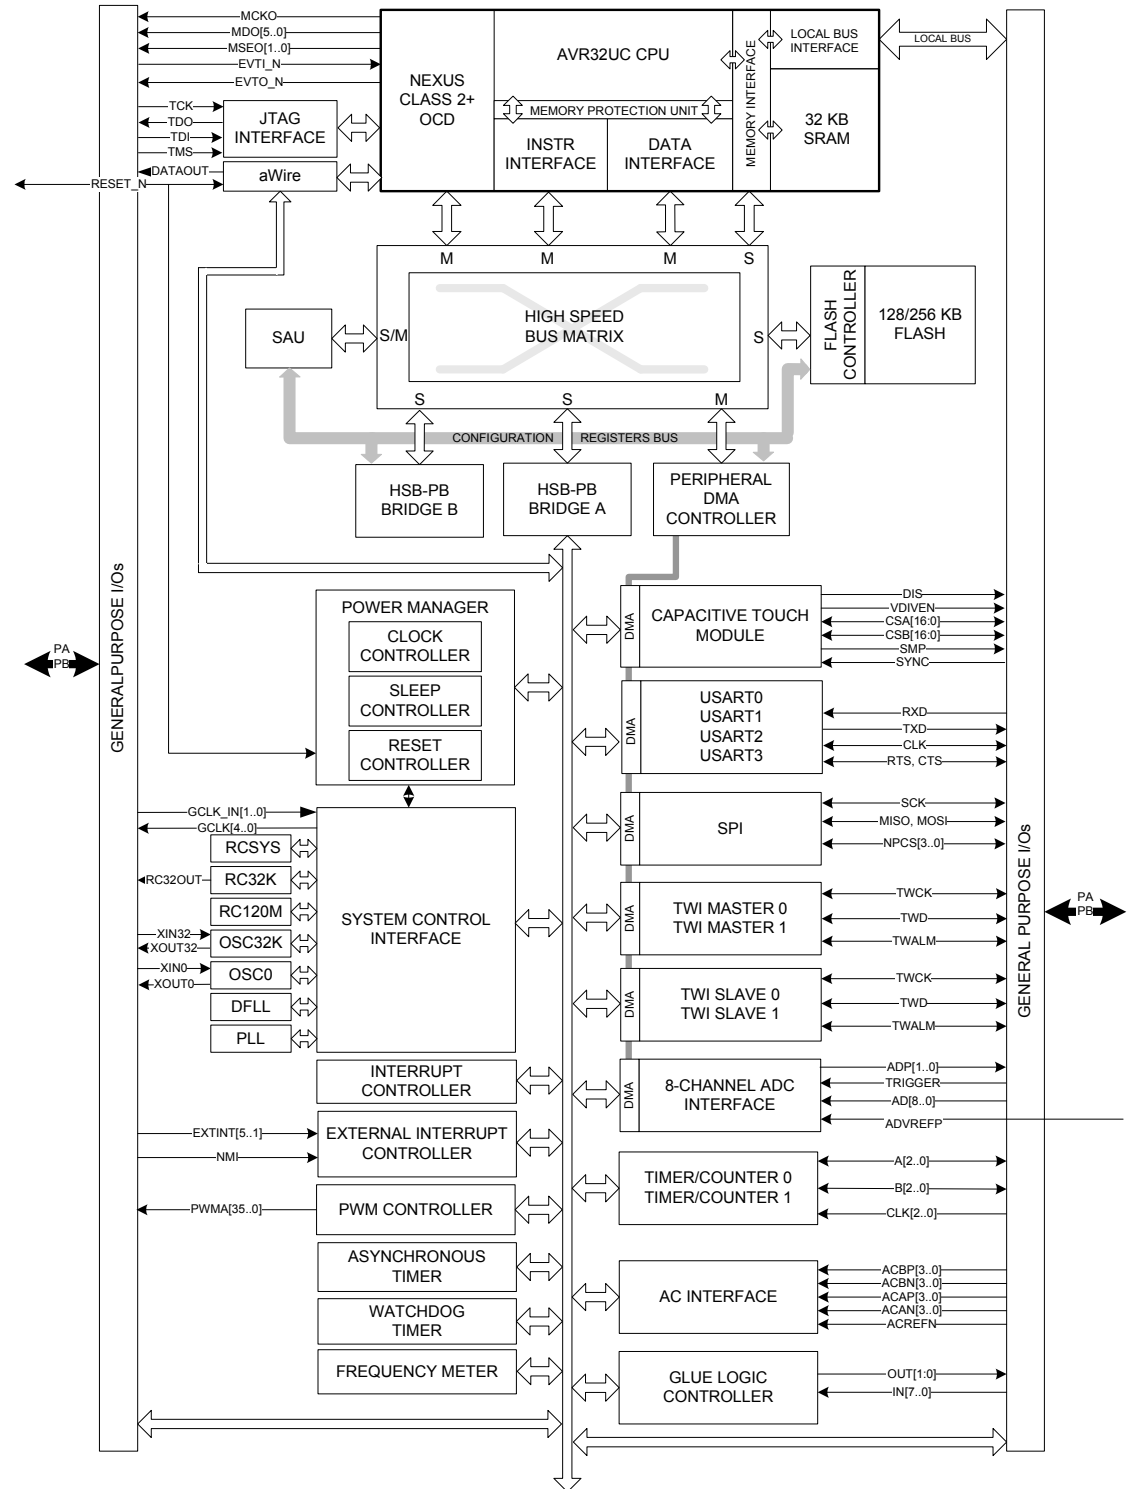 MCKO
MDO[5..0]
MSEO[1..0]
EVTI_N
EVTO_N
TCK
TDO
TDI
TMS
JTAG
INTERFACE
DATAOUT
RESET_N
aWire
NEXUS
CLASS 2+
OCD
AVR32UC CPU
MEMORY PROTECTION UNIT
INSTR
INTERFACE
DATA
INTERFACE
MEMORY INTERFACE
LOCAL BUS
INTERFACE
32 KB
SRAM
LOCAL BUS
M
M
M
S
HIGH SPEED
BUS MATRIX
SAU
S/M
S
FLASH
CONTROLLER
128/256 KB
FLASH
S
S
M
CONFIGURATION
REGISTERS BUS
HSB-PB
BRIDGE B
HSB-PB
BRIDGE A
PERIPHERAL
DMA
CONTROLLER
GENERALPURPOSE I/Os
PA
PB
POWER MANAGER
CLOCK
CONTROLLER
SLEEP
CONTROLLER
RESET
CONTROLLER
GCLK_IN[1..0]
GCLK[4..0]
RCSYS
RC32OUT
RC32K
RC120M
XIN32
XOUT32
OSC32K
XIN0
XOUT0
OSC0
DFLL
PLL
SYSTEM CONTROL
INTERFACE
INTERRUPT
CONTROLLER
EXTINT[5..1]
NMI
EXTERNAL INTERRUPT
CONTROLLER
PWMA[35..0]
PWM CONTROLLER
ASYNCHRONOUS
TIMER
WATCHDOG
TIMER
FREQUENCY METER
DMA
CAPACITIVE TOUCH
MODULE
DIS
VDIVEN
CSA[16:0]
CSB[16:0]
SMP
SYNC
DMA
USART0
USART1
USART2
USART3
RXD
TXD
CLK
RTS, CTS
DMA
SPI
SCK
MISO, MOSI
NPCS[3..0]
DMA
TWI MASTER 0
TWI MASTER 1
TWCK
TWD
TWALM
DMA
TWI SLAVE 0
TWI SLAVE 1
TWCK
TWD
TWALM
DMA
8-CHANNEL ADC
INTERFACE
ADP[1..0]
TRIGGER
AD[8..0]
ADVREFP
TIMER/COUNTER 0
TIMER/COUNTER 1
A[2..0]
B[2..0]
CLK[2..0]
AC INTERFACE
ACBP[3..0]
ACBN[3..0]
ACAP[3..0]
ACAN[3..0]
ACREFN
GLUE LOGIC
CONTROLLER
OUT[1:0]
IN[7..0]
GENERAL PURPOSE I/Os
PA
PB